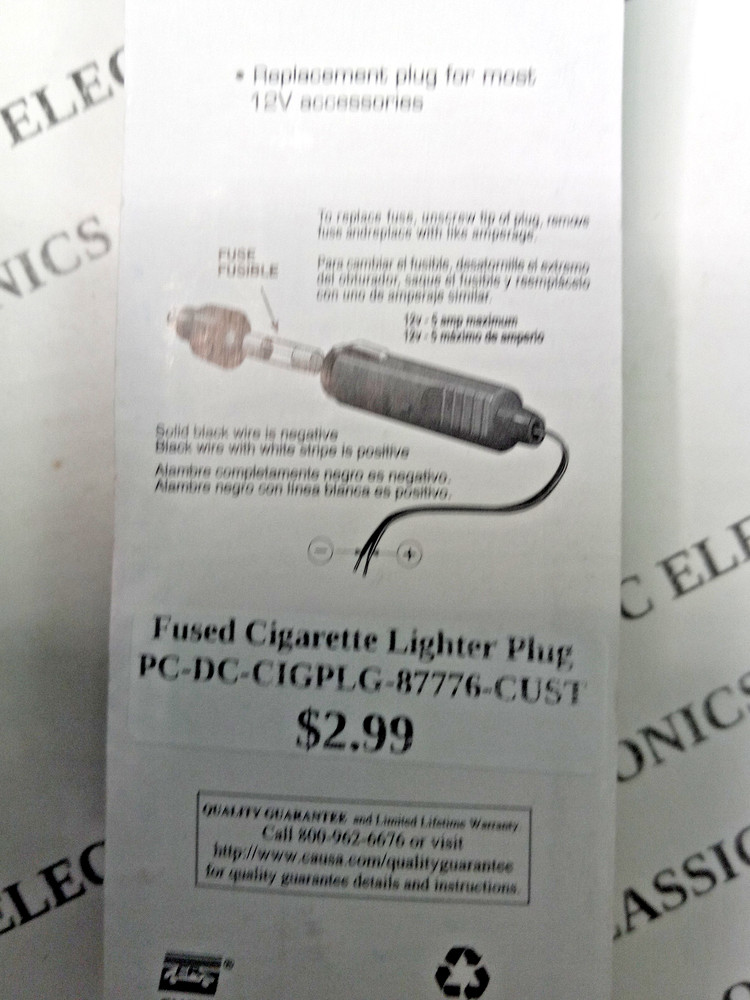 • Replacement plug for most
12V accessories
To replace fuse, unscrew tip of plug, remove
fuse andreplace with like amperage.
FUSE
FUSIBLE
Para cambiar el fusible, desatornille el extremo
del obturador, saque el fusible y reemplácelo
con uno de amperaje similar.
12v - 5 amp maximum
12v - 5 máximo de amperio
Solid black wire is negative
Black wire with white stripe is positive
Alambre completamente negro es negativo.
Alambre negro con línea blanca es positivo.
− +
Fused Cigarette Lighter Plug
PC-DC-CIGPLG-87776-CUST
$2.99
QUALITY GUARANTEE and Limited Lifetime Warranty
Call 800-962-6676 or visit
http://www.causa.com/qualityguarantee
for quality guarantee details and instructions.
®
ELEC
NICS
C ELE
ONICS
ELEC
LASSIC